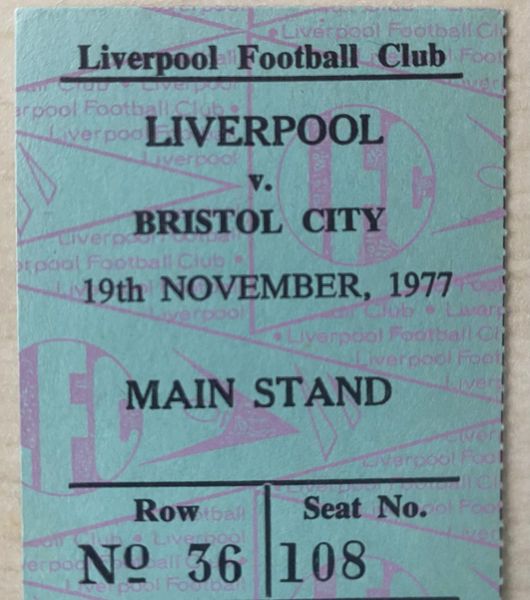 Liverpool Football Club
LIVERPOOL
v.
BRISTOL CITY
19th NOVEMBER, 1977
MAIN STAND
Row Seat No.
Nº 36 108